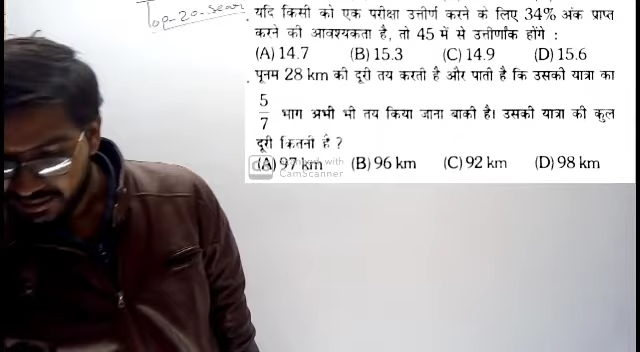 Top-20-
यदि किसी को एक परीक्षा उत्तीर्ण करने के लिए 34% अंक प्राप्त
करने की आवश्यकता है, तो 45 में से उत्तीर्णांक होंगे :
(A) 14.7 (B) 15.3 (C) 14.9 (D) 15.6
पूनम 28 km की दूरी तय करती है और पाती है कि उसकी यात्रा का
5/7 भाग अभी भी तय किया जाना बाकी है। उसकी यात्रा की कुल
दूरी कितनी है ?
(A) 97 km (B) 96 km (C) 92 km (D) 98 km
with
CamScanner